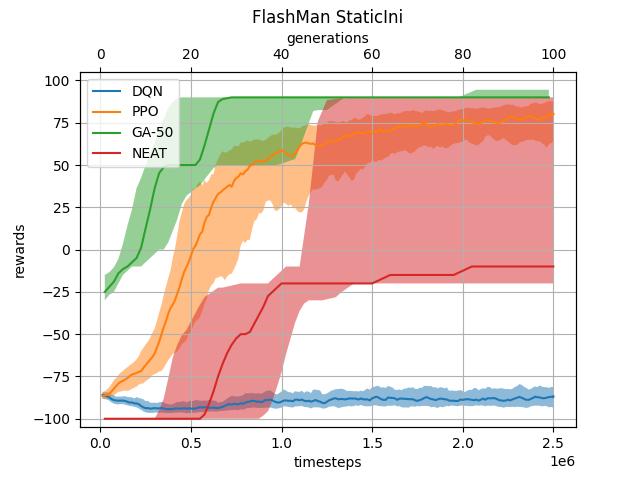 FlashMan StaticIni
generations
0 20 40 60 80 100
100
75
50
25
0
−25
−50
−75
−100
rewards
DQN
PPO
GA-50
NEAT
0.0 0.5 1.0 1.5 2.0 2.5
timesteps
1e6